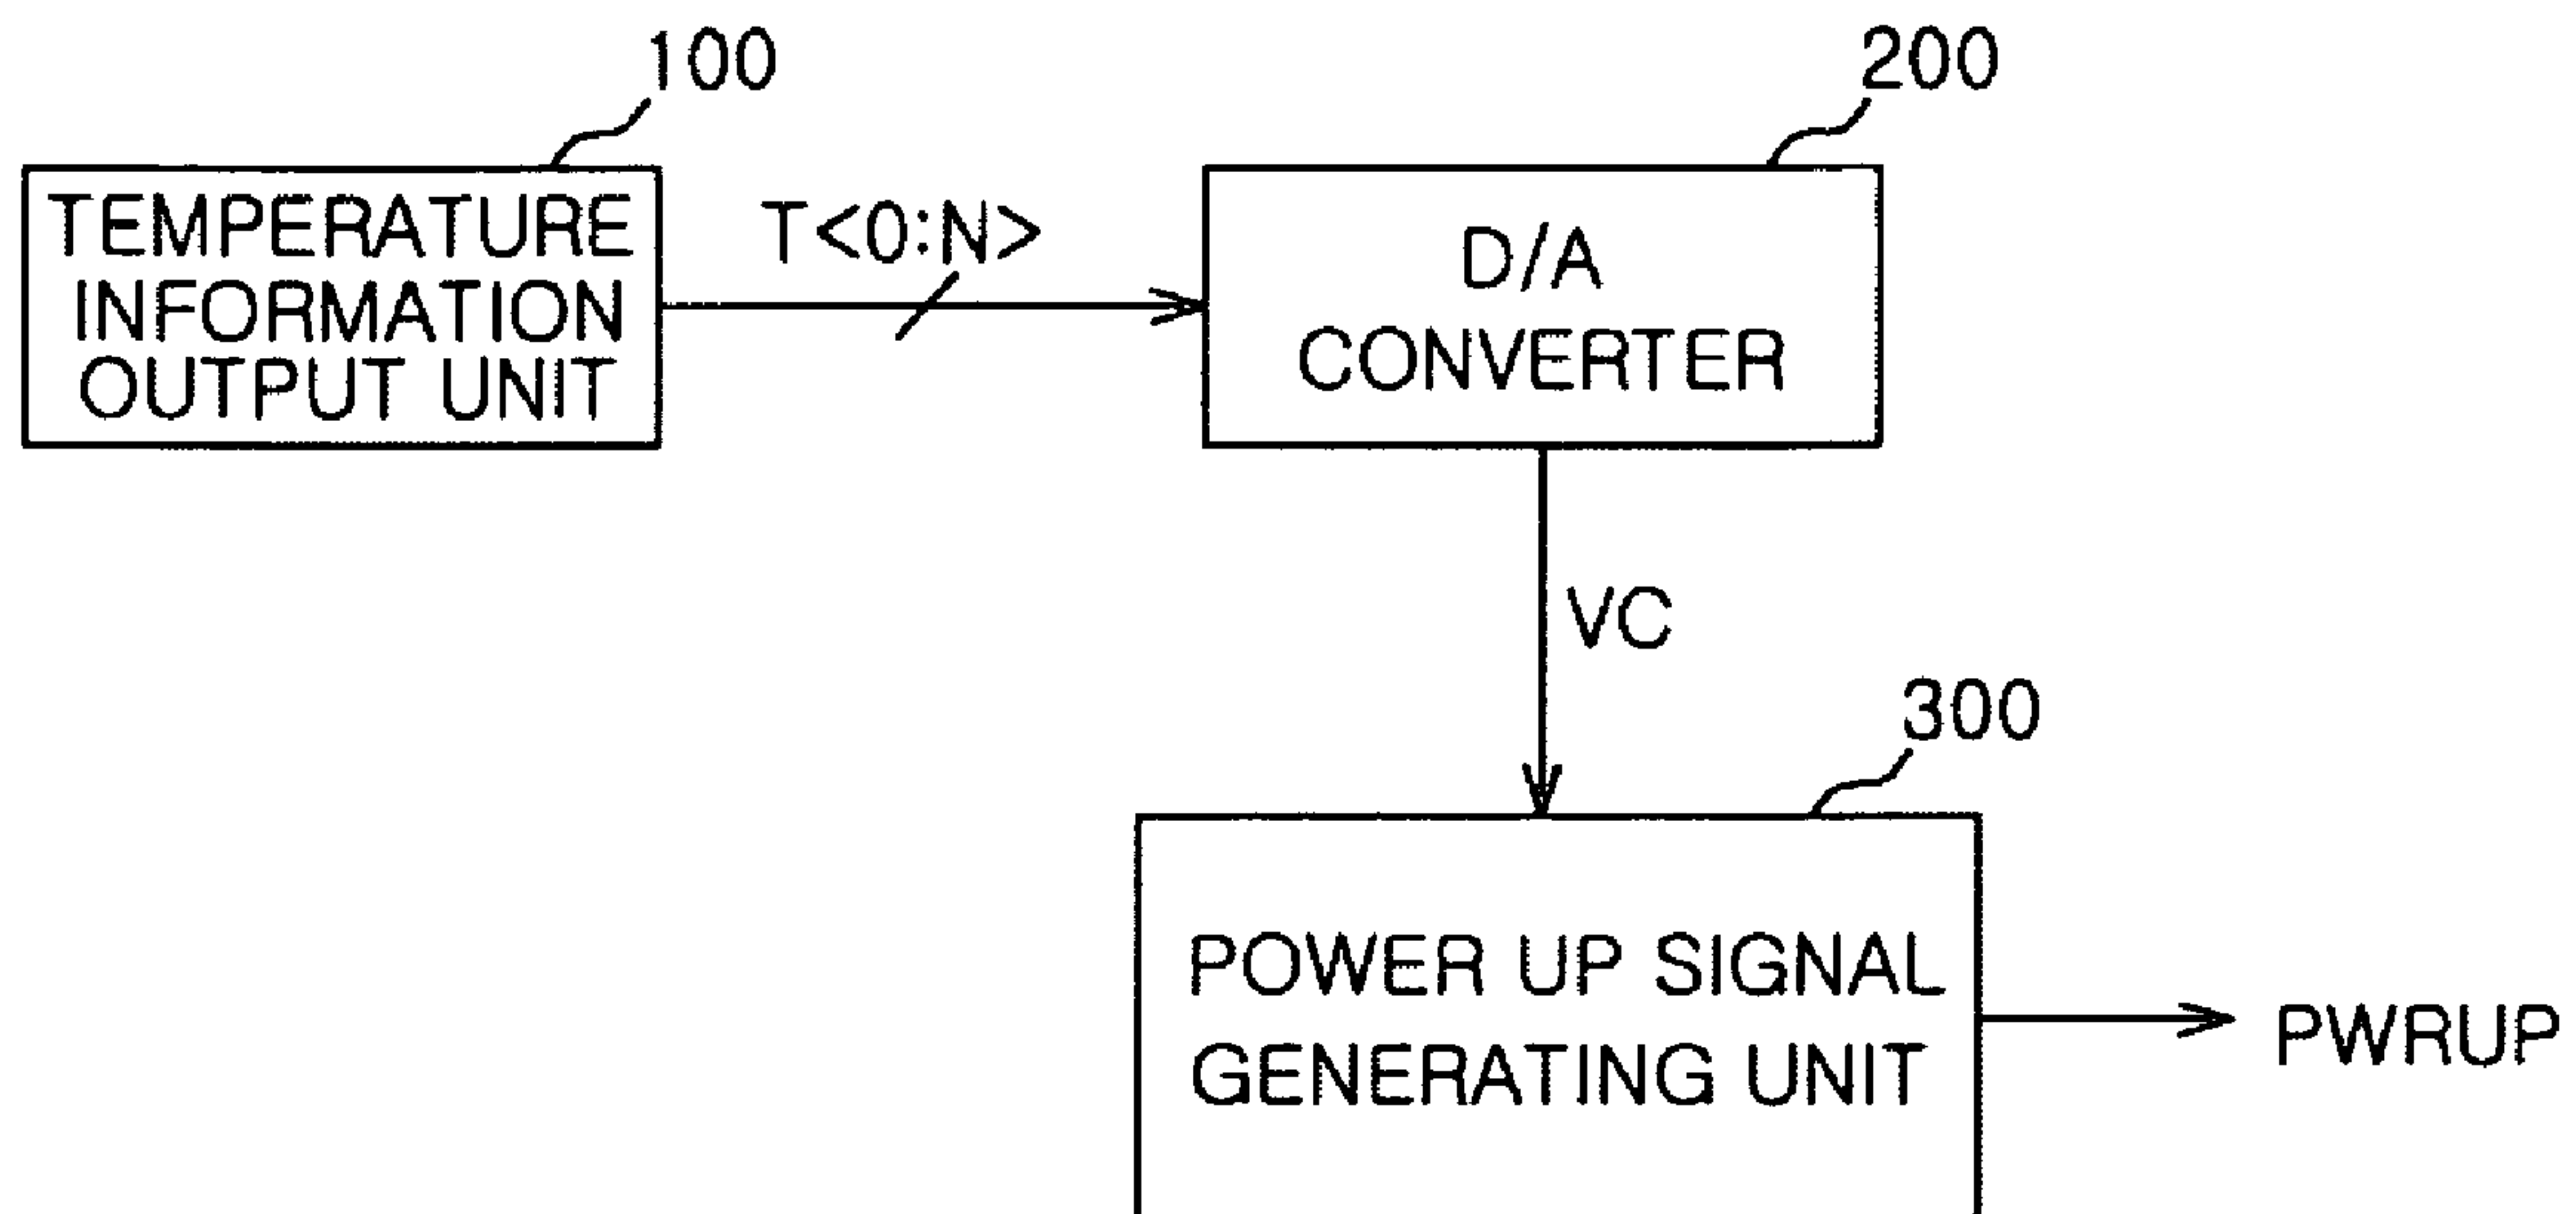 100
200
TEMPERATURE
INFORMATION
OUTPUT UNIT
T<0:N>
D/A
CONVERTER
VC
300
POWER UP SIGNAL
GENERATING UNIT
PWRUP